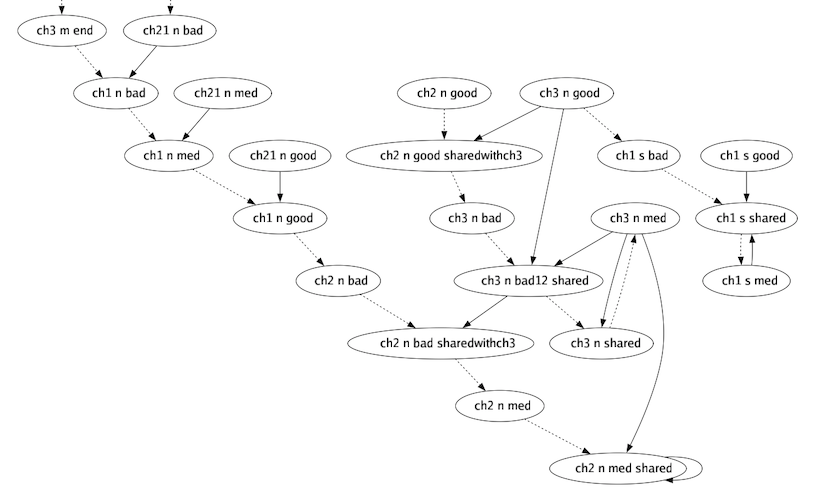 ch3 m end
ch21 n bad
ch1 n bad
ch21 n med
ch2 n good
ch3 n good
ch1 n med
ch21 n good
ch2 n good sharedwithch3
ch1 s bad
ch1 s good
ch1 n good
ch3 n bad
ch3 n med
ch1 s shared
ch2 n bad
ch3 n bad12 shared
ch1 s med
ch2 n bad sharedwithch3
ch3 n shared
ch2 n med
ch2 n med shared